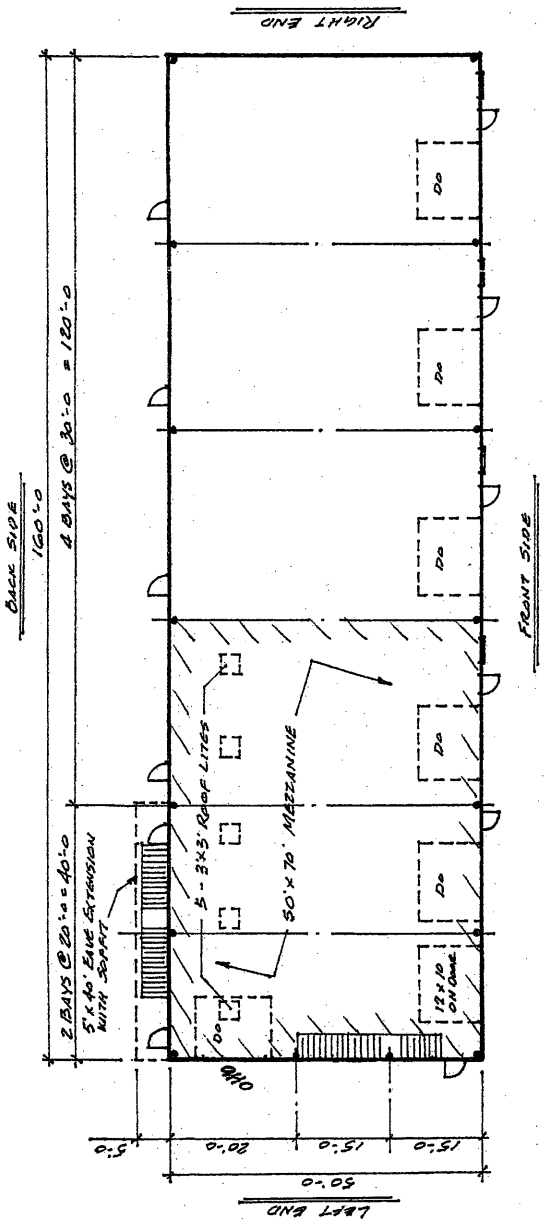 BACK SIDE
160'-0
2 BAYS @ 20'-0 = 40'-0
4 BAYS @ 30'-0 = 120'-0
5' x 40' EAVE EXTENSION
WITH SOFFIT
5 - 3'x3' ROOF LITES
50' x 70' MEZZANINE
DO
12 x 10
OH DOOR
DO
DO
DO
DO
DO
OHD
5'-0
20'-0
15'-0
15'-0
50'-0
LEFT END
RIGHT END
FRONT SIDE